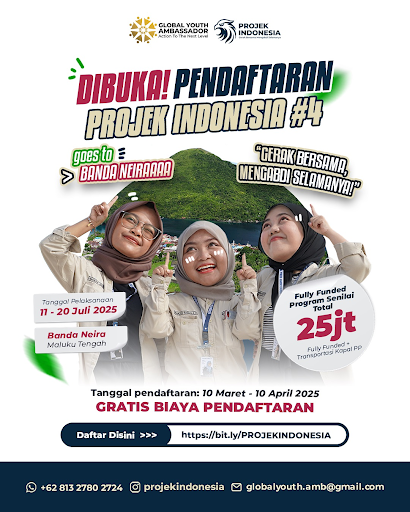 GLOBAL YOUTH
AMBASSADOR
Action To The Next Level
PROJEK
INDONESIA
DIBUKA! PENDAFTARAN
PROJEK INDONESIA #4
goes to
> BANDA NEIRAAAA
"GERAK BERSAMA,
MENGABDI SELAMANYA!"
Tanggal Pelaksanaan
11 - 20 Juli 2025
Banda Neira
Maluku Tengah
Fully Funded
Program Senilai
Total
25jt
Fully Funded +
Transportasi Kapal PP
Tanggal pendaftaran: 10 Maret - 10 April 2025
GRATIS BIAYA PENDAFTARAN
Daftar Disini >>> https://bit.ly/PROJEKINDONESIA
+62 813 2780 2724 projekindonesia globalyouth.amb@gmail.com